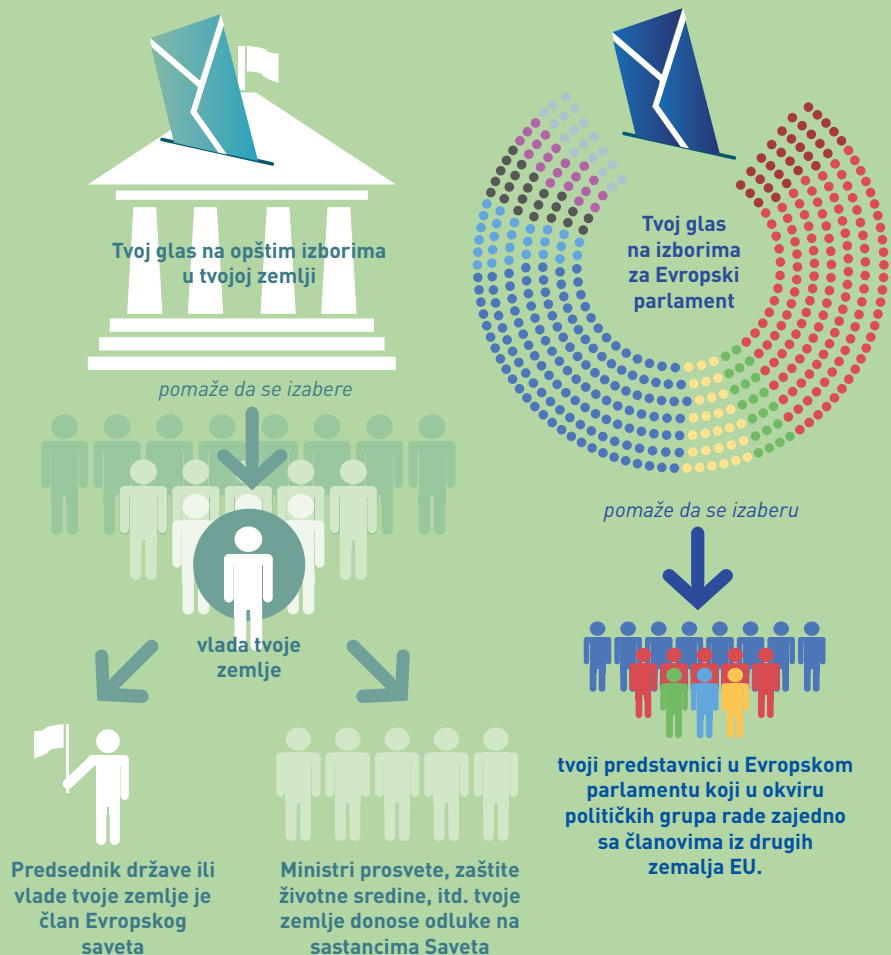 Tvoj glas na opštim izborima
u tvojoj zemlji
pomaže da se izabere
vlada tvoje
zemlje
Predsednik države ili
vlade tvoje zemlje je
član Evropskog
saveta
Ministri prosvete, zaštite
životne sredine, itd. tvoje
zemlje donose odluke na
sastancima Saveta
Tvoj glas
na izborima
za Evropski
parlament
pomaže da se izaberu
tvoji predstavnici u Evropskom
parlamentu koji u okviru
političkih grupa rade zajedno
sa članovima iz drugih
zemalja EU.